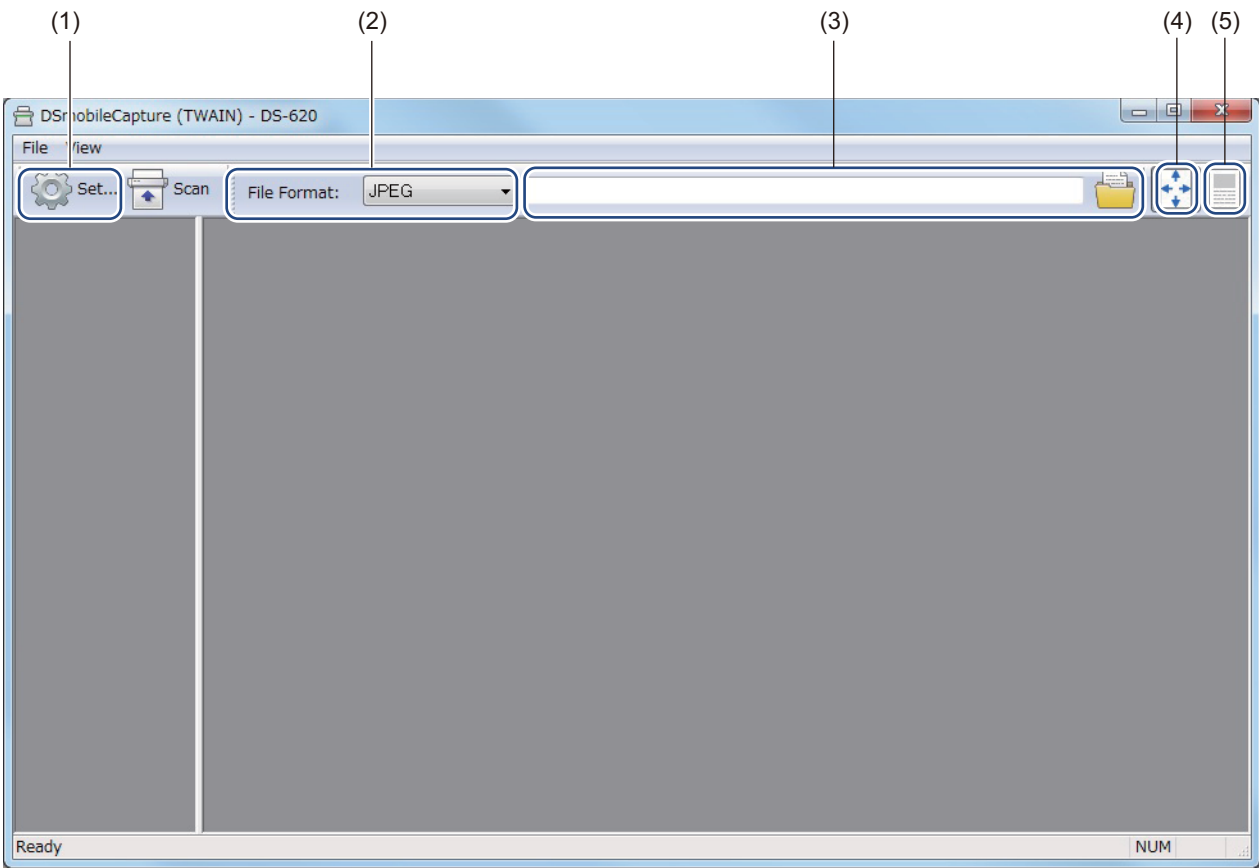 (1) (2) (3) (4) (5)
DSmobileCapture (TWAIN) - DS-620
File View
Set... Scan File Format: JPEG
Ready NUM